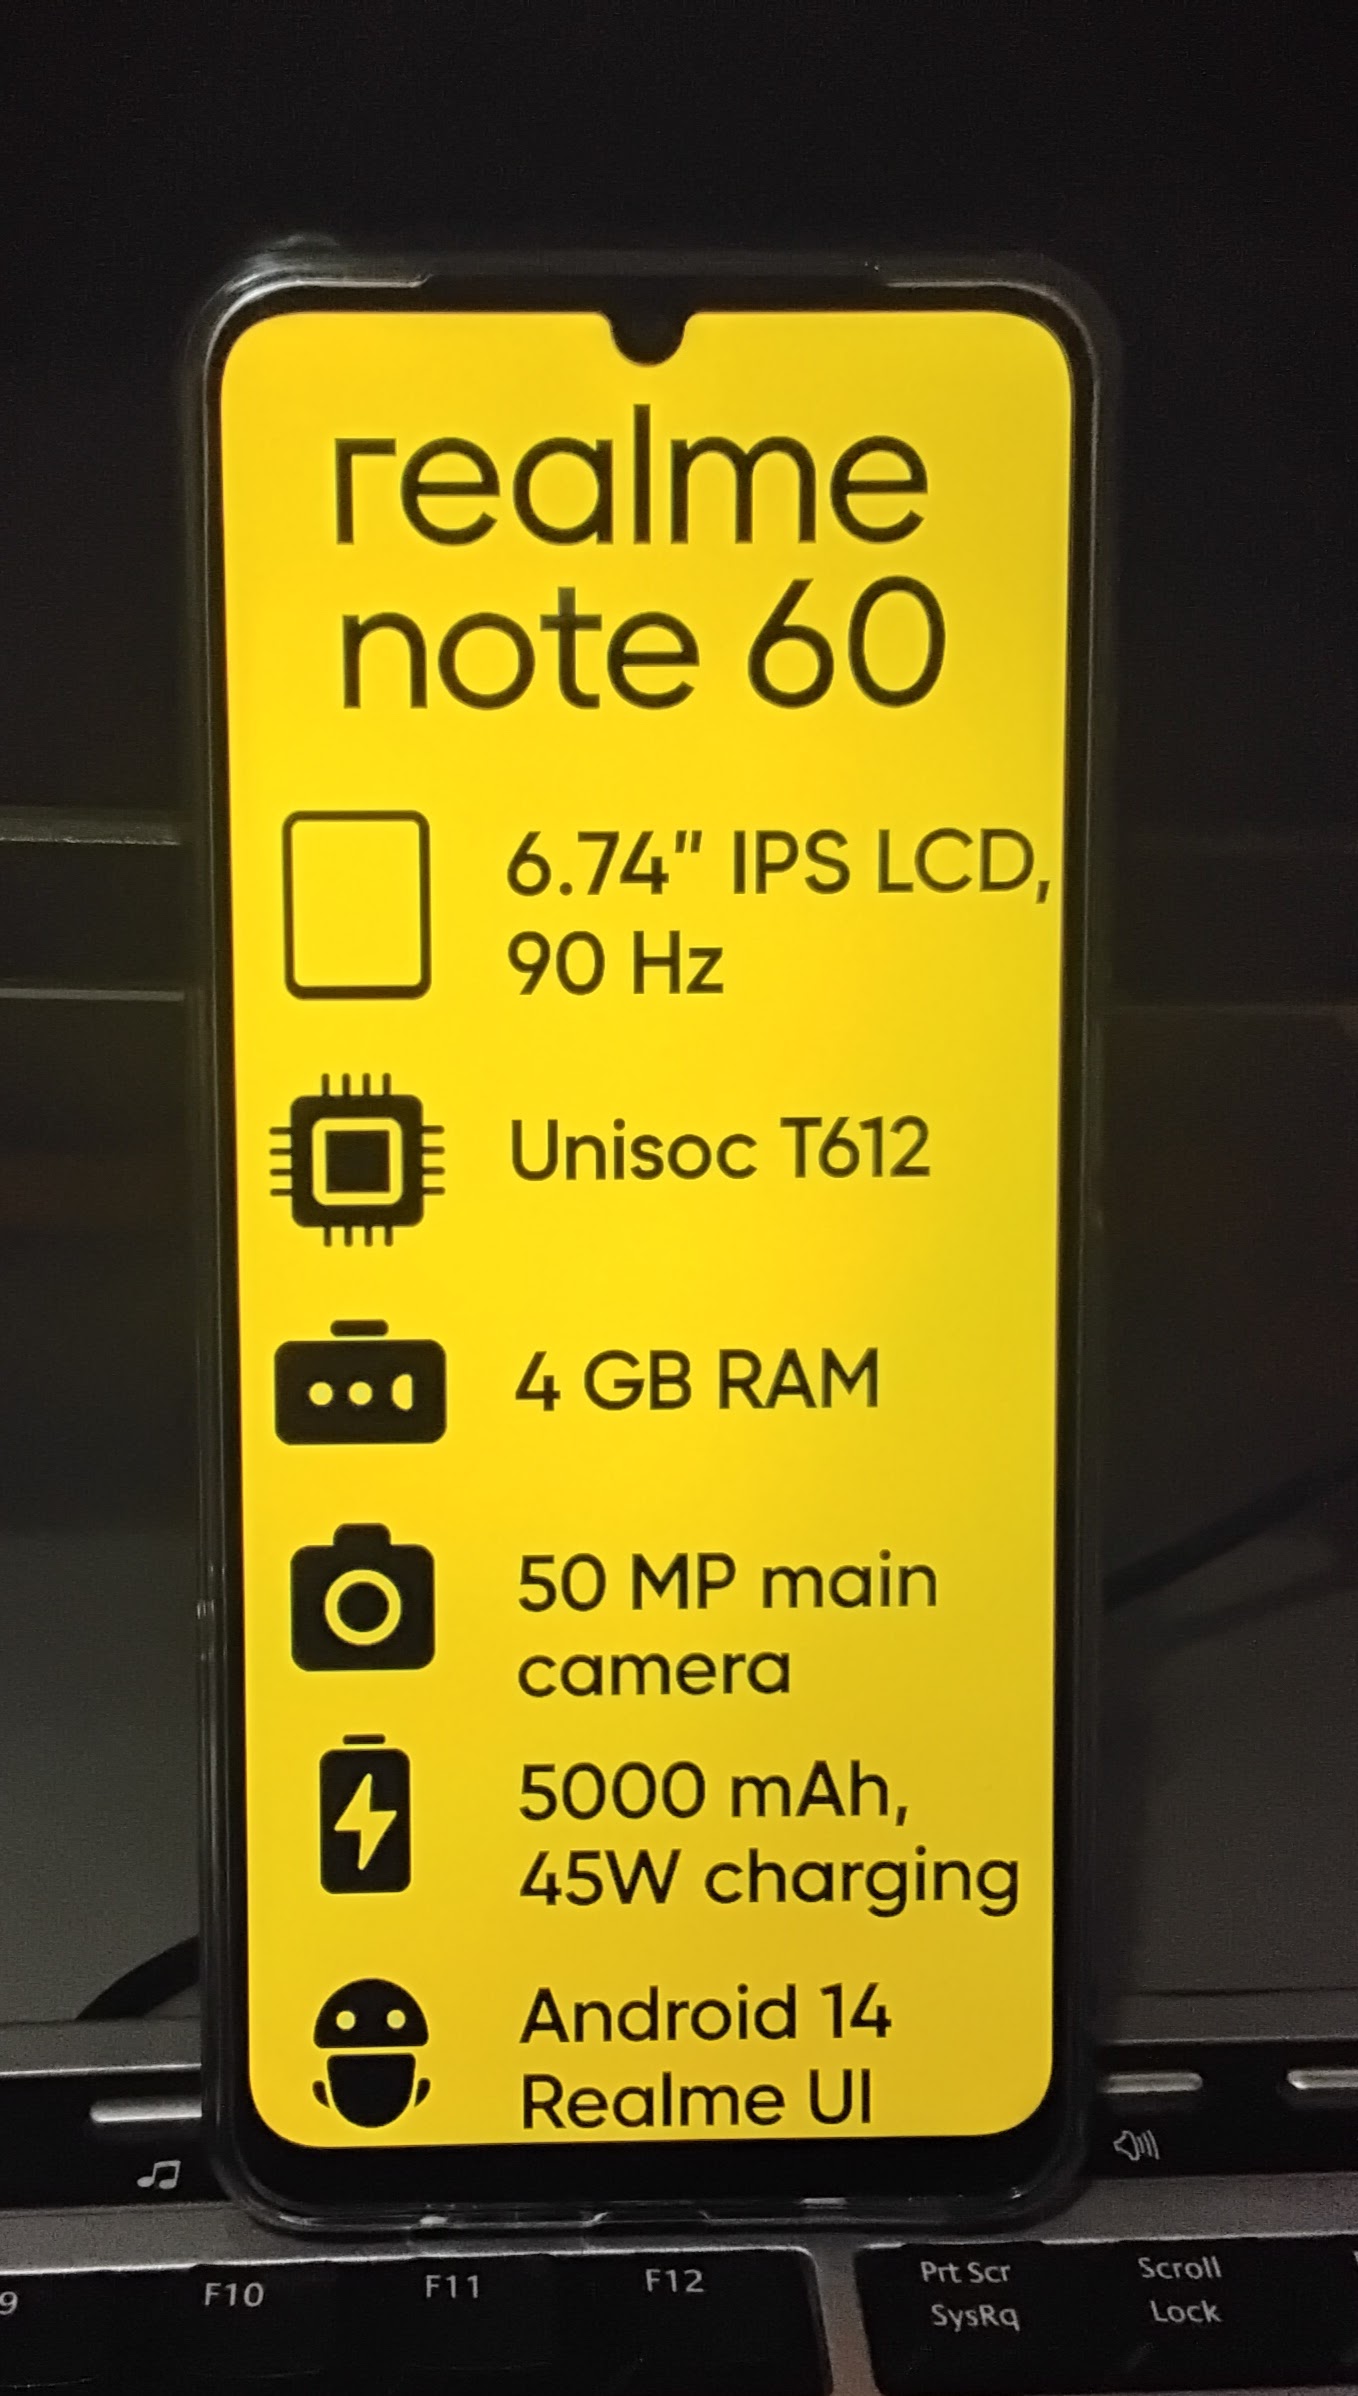 realme
note 60
6.74" IPS LCD,
90 Hz
Unisoc T612
4 GB RAM
50 MP main
camera
5000 mAh,
45W charging
Android 14
Realme UI
9
F10
F11
F12
Prt Scr
SysRq
Scroll
Lock